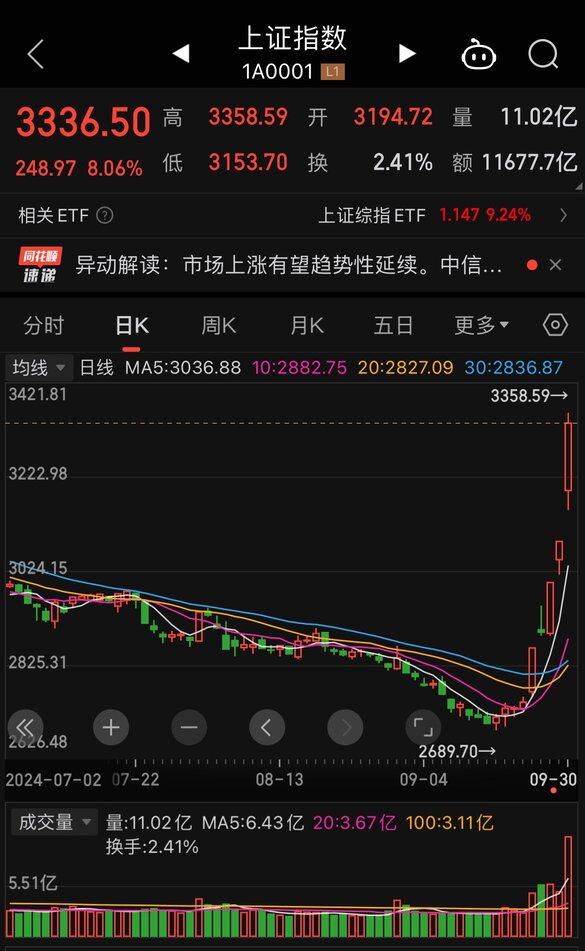 上证指数
1A0001 L1
3336.50 高 3358.59 开 3194.72 量 11.02亿
248.97 8.06% 低 3153.70 换 2.41% 额 11677.7亿
相关ETF ? 上证综指ETF 1.147 9.24%
同花顺
速递
异动解读：市场上涨有望趋势性延续。中信...
分时 日K 周K 月K 五日 更多
均线 日线 MA5:3036.88 10:2882.75 20:2827.09 30:2836.87
3421.81
3358.59→
3222.98
3024.15
2825.31
2626.48
2689.70→
2024-07-02 07-22 08-13 09-04 09-30
成交量 量:11.02亿 MA5:6.43亿 20:3.67亿 100:3.11亿
换手:2.41%
5.51亿